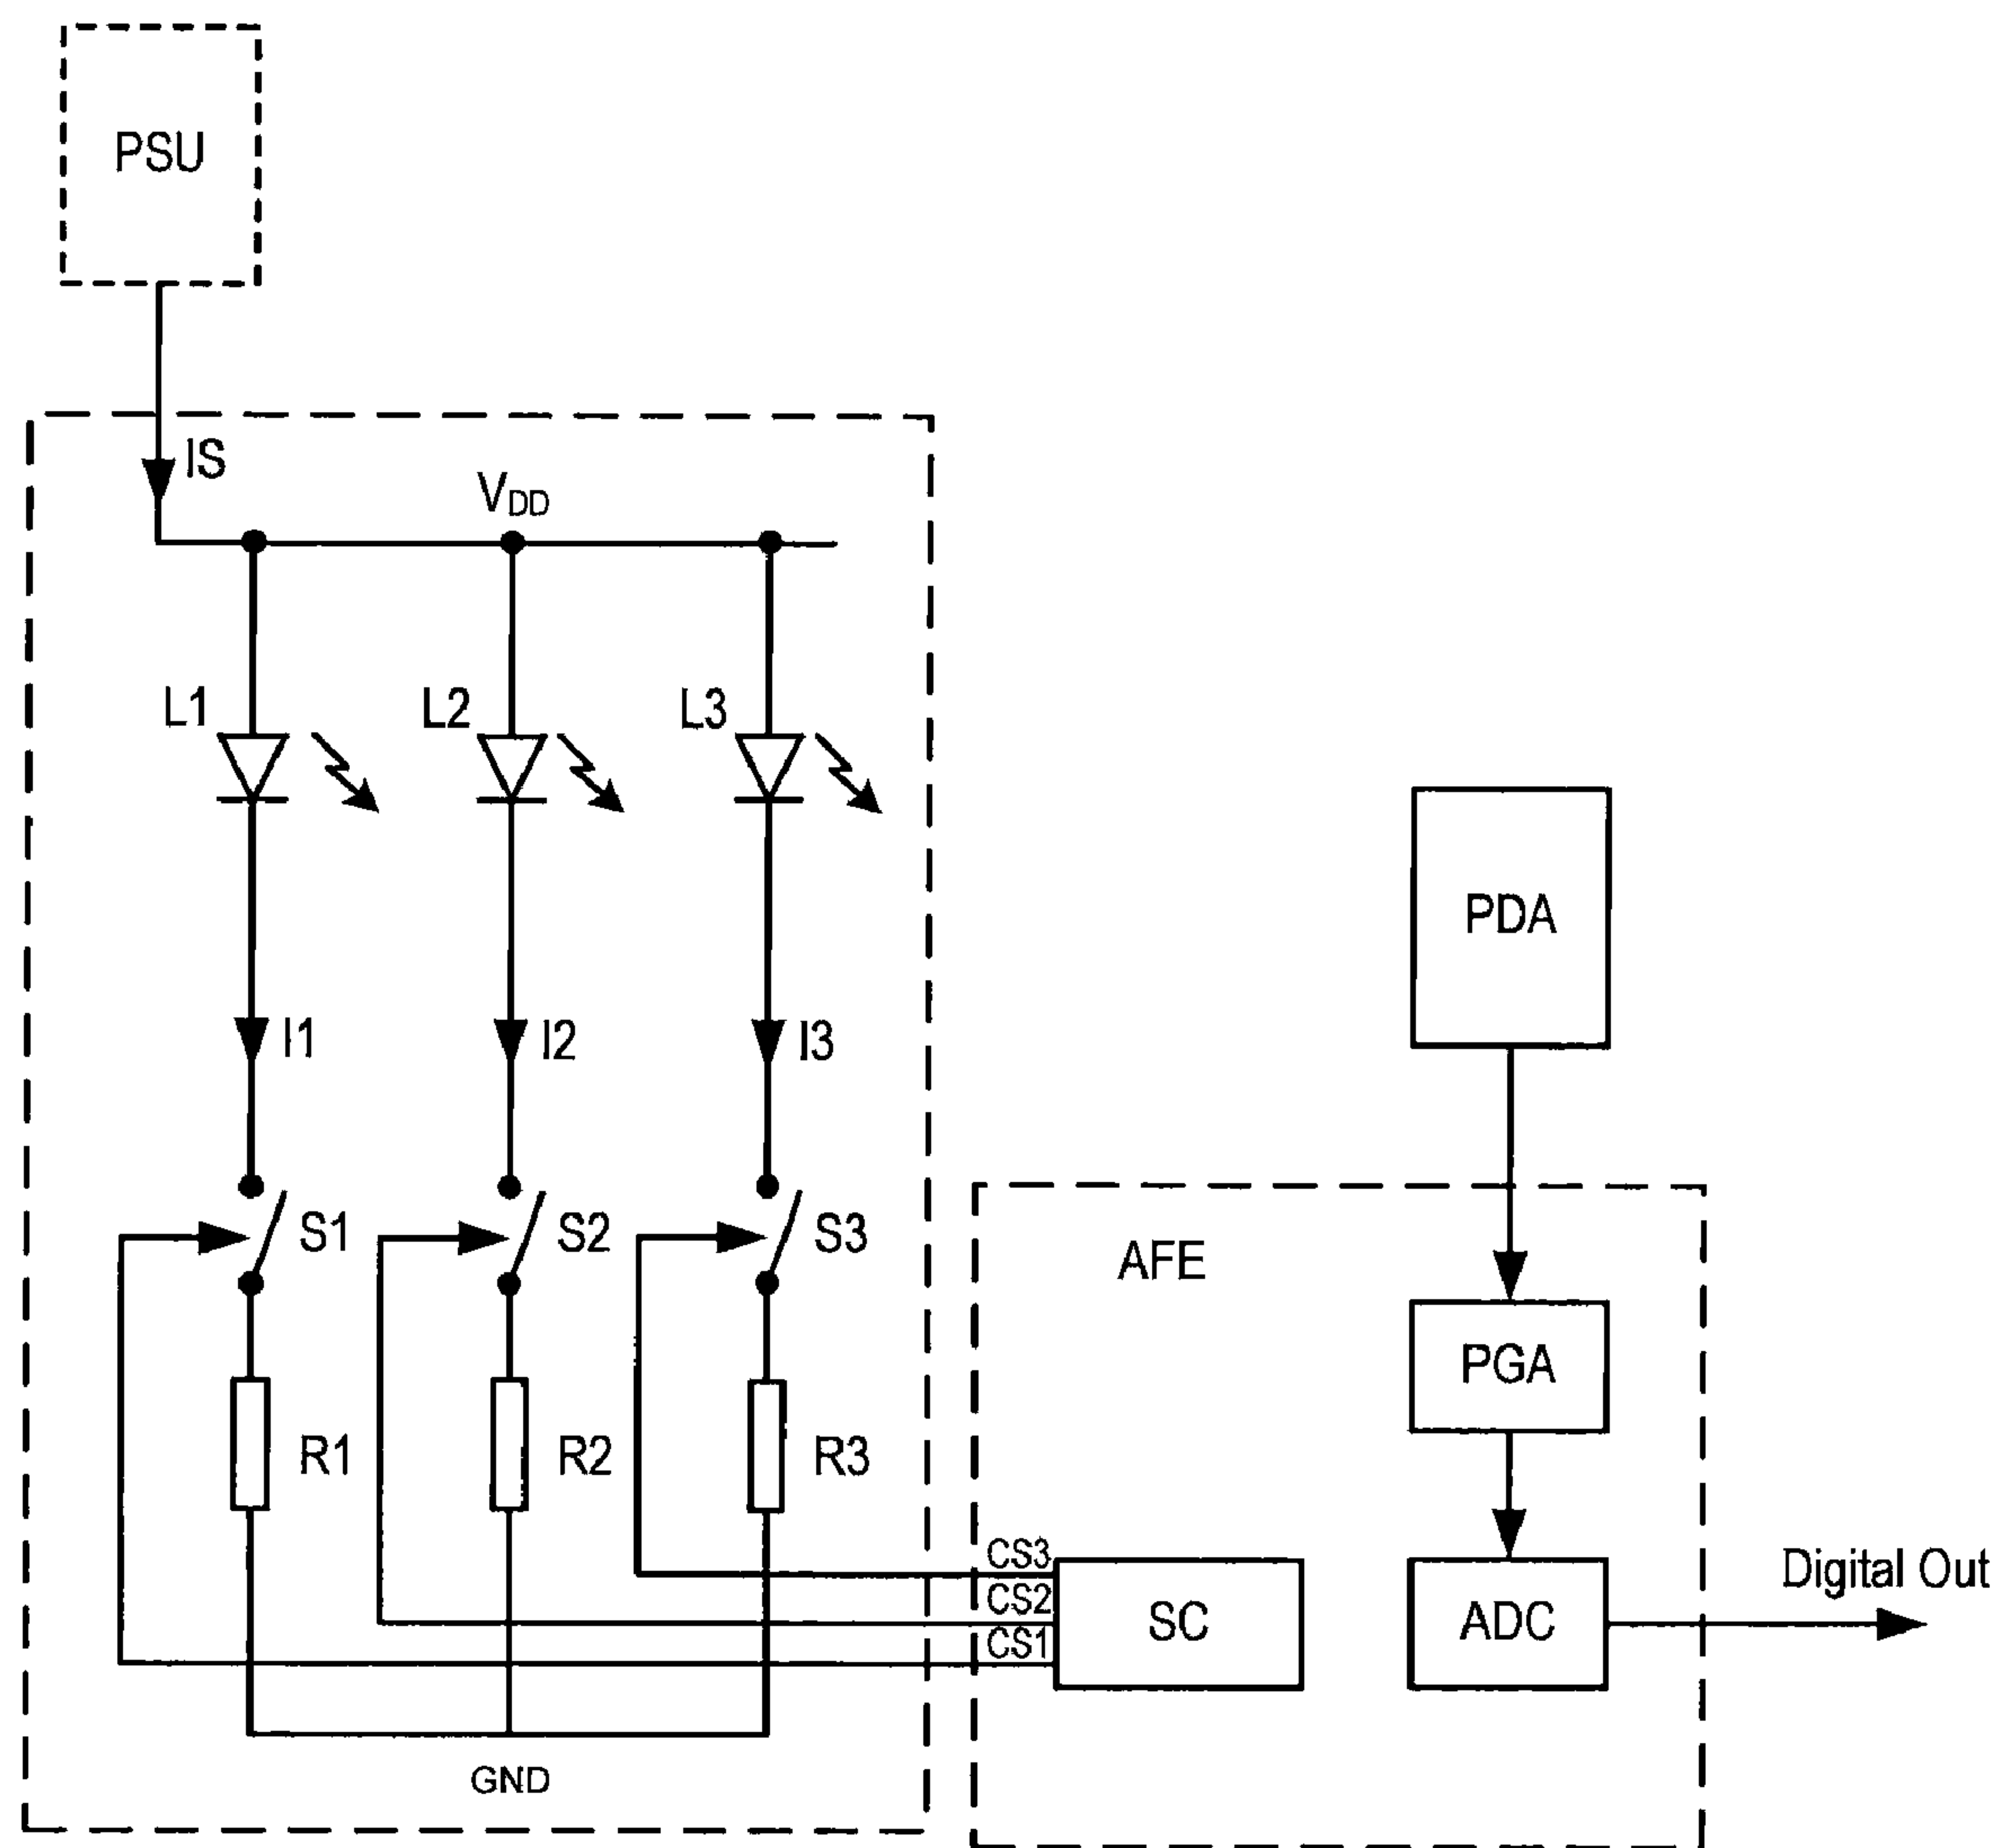 PSU
IS
VDD
L1
L2
L3
PDA
I1
I2
I3
S1
S2
S3
AFE
PGA
R1
R2
R3
CS3
CS2
CS1
SC
ADC
Digital Out
GND